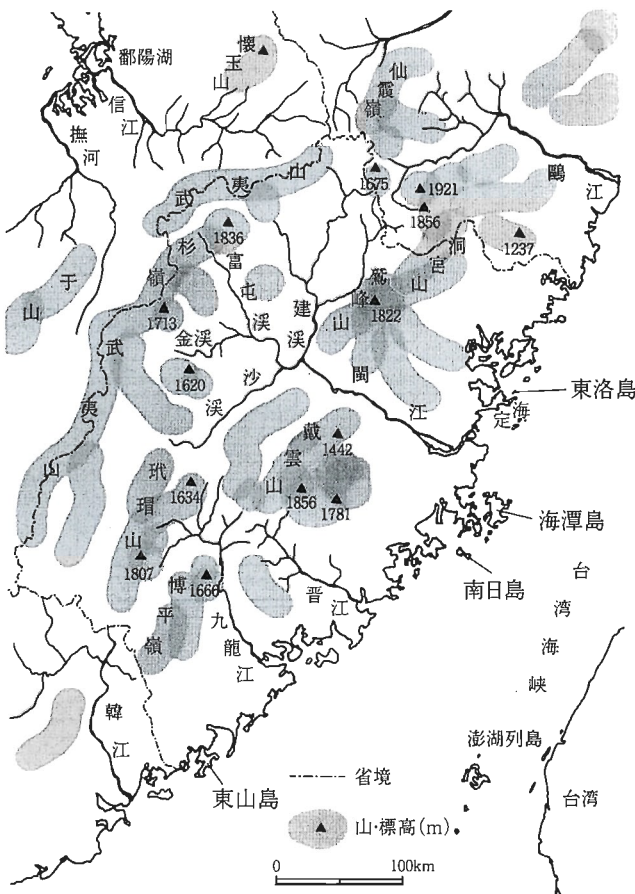 鄱陽湖
信江
撫河
懐玉山
仙霞嶺
甌江
1675
1921
1856
1237
洞宮山
武夷山
杉嶺
1836
富屯溪
建溪
鷲峰山
1822
于山
1713
金溪
1620
沙溪
閩江
武夷山
東洛島
定海
戴雲山
1442
1856
1781
玳瑁山
1634
1807
博平嶺
1666
九龍江
晋江
海潭島
南日島
台湾海峡
韓江
東山島
澎湖列島
台湾
省境
山・標高(m)
0
100km